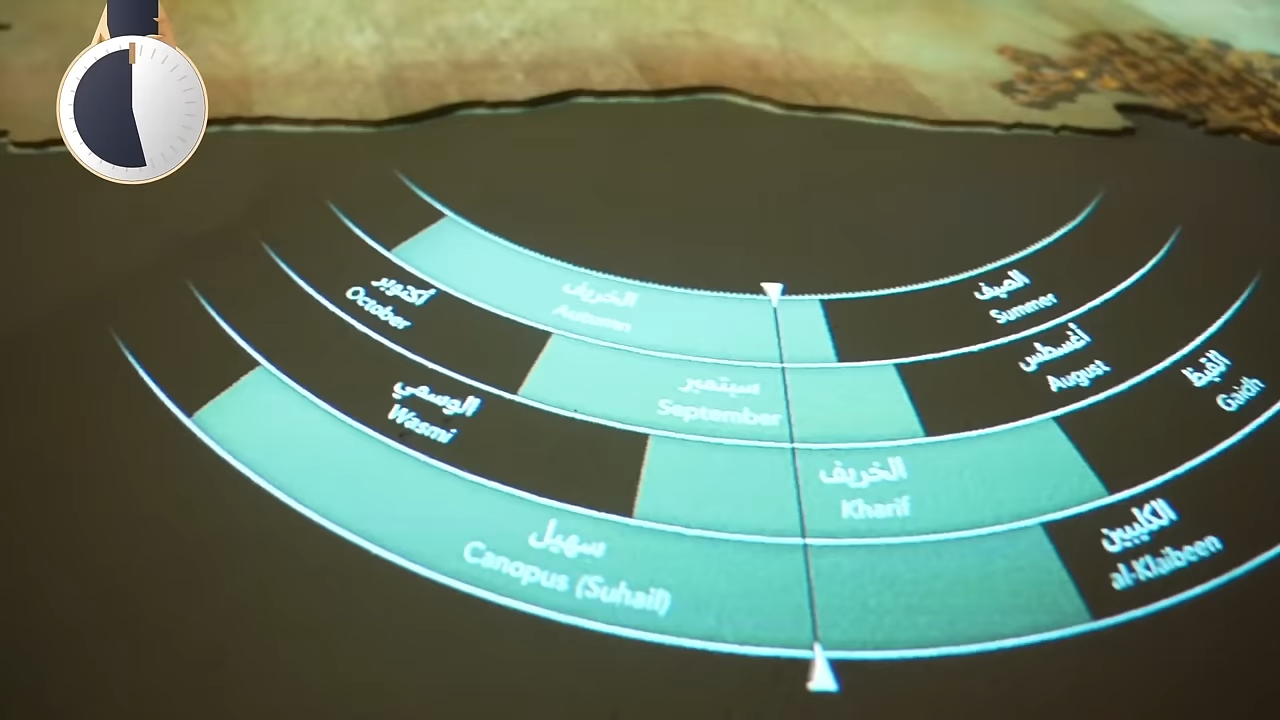 الخريف
Autumn
الصيف
Summer
أكتوبر
October
سبتمبر
September
أغسطس
August
الوسمي
Wasmi
الخريف
Kharif
القيظ
Gaidh
سهيل
Canopus (Suhail)
الكليبين
al-Klaibeen